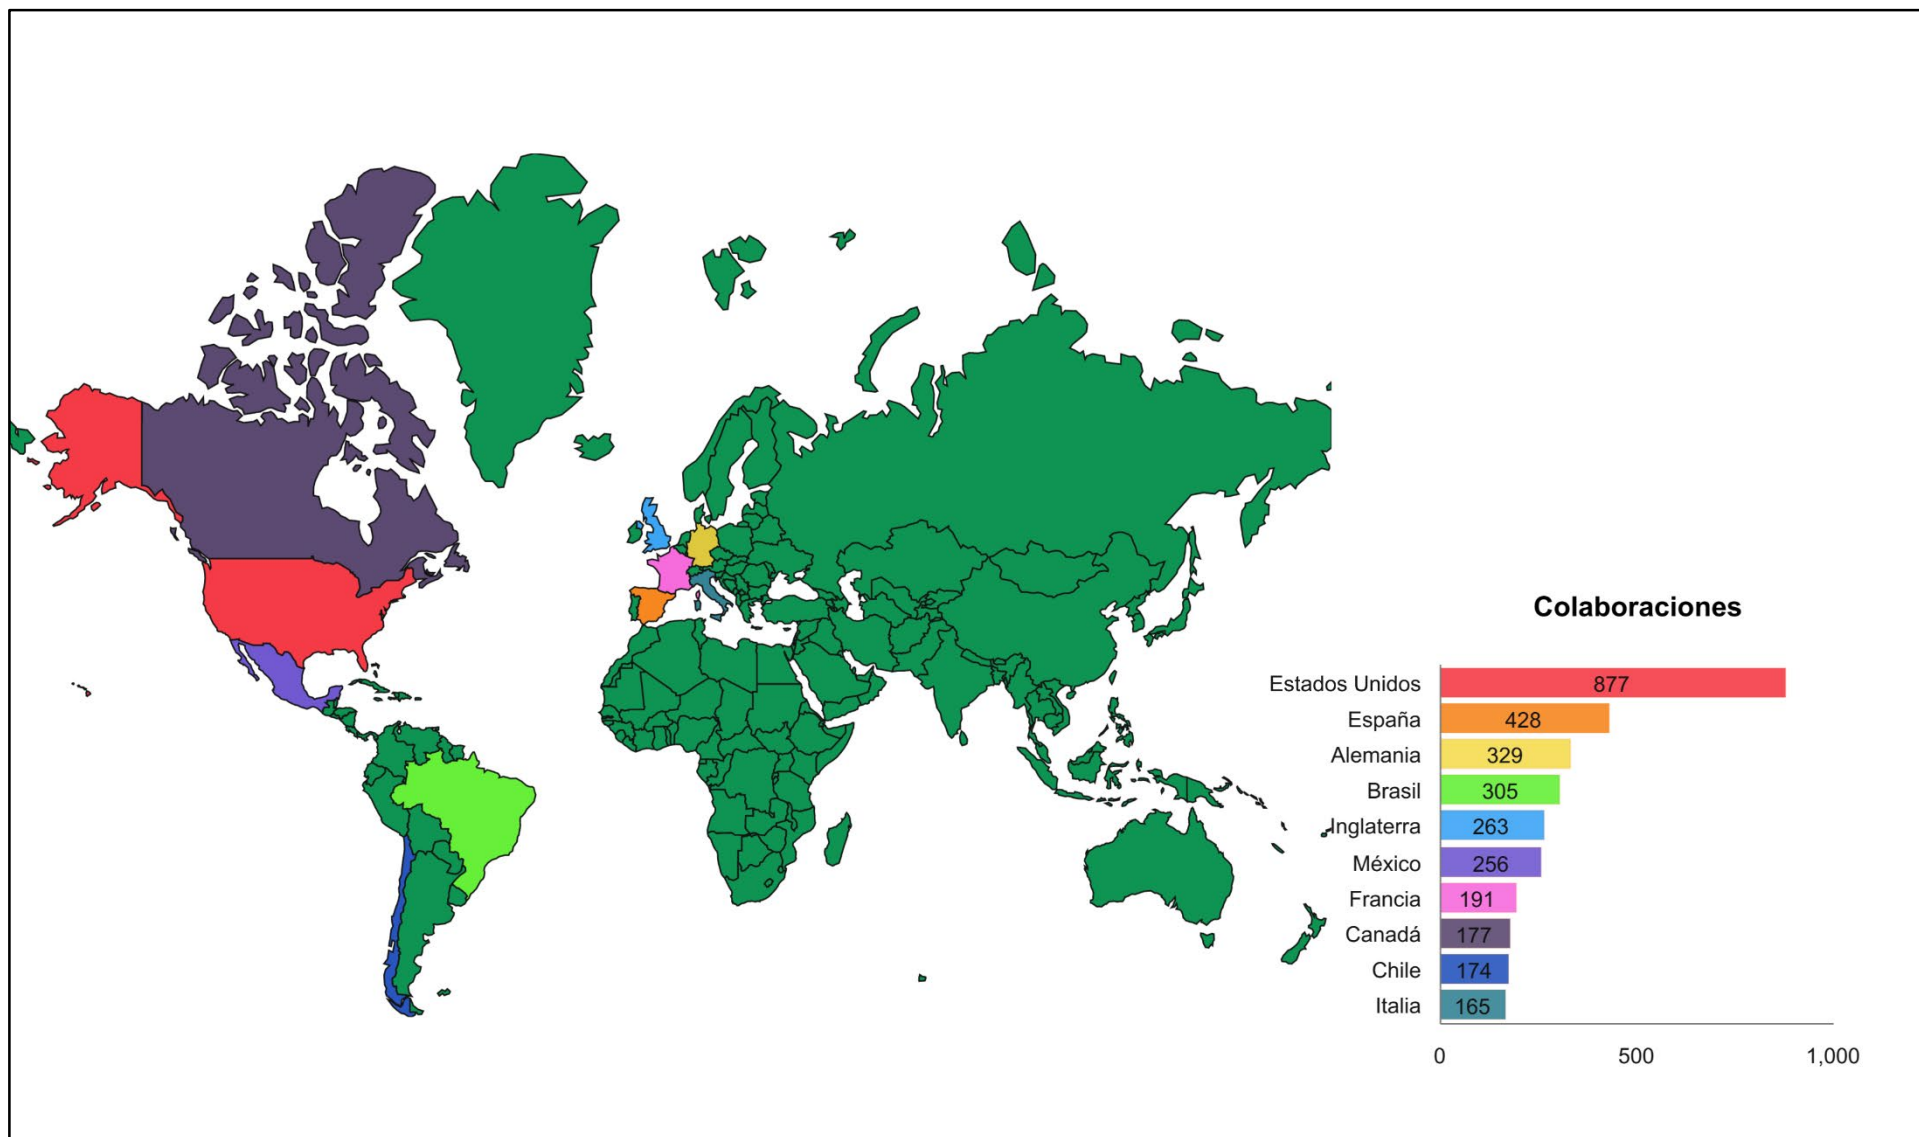 Colaboraciones
Estados Unidos 877
España 428
Alemania 329
Brasil 305
Inglaterra 263
México 256
Francia 191
Canadá 177
Chile 174
Italia 165
0 500 1,000